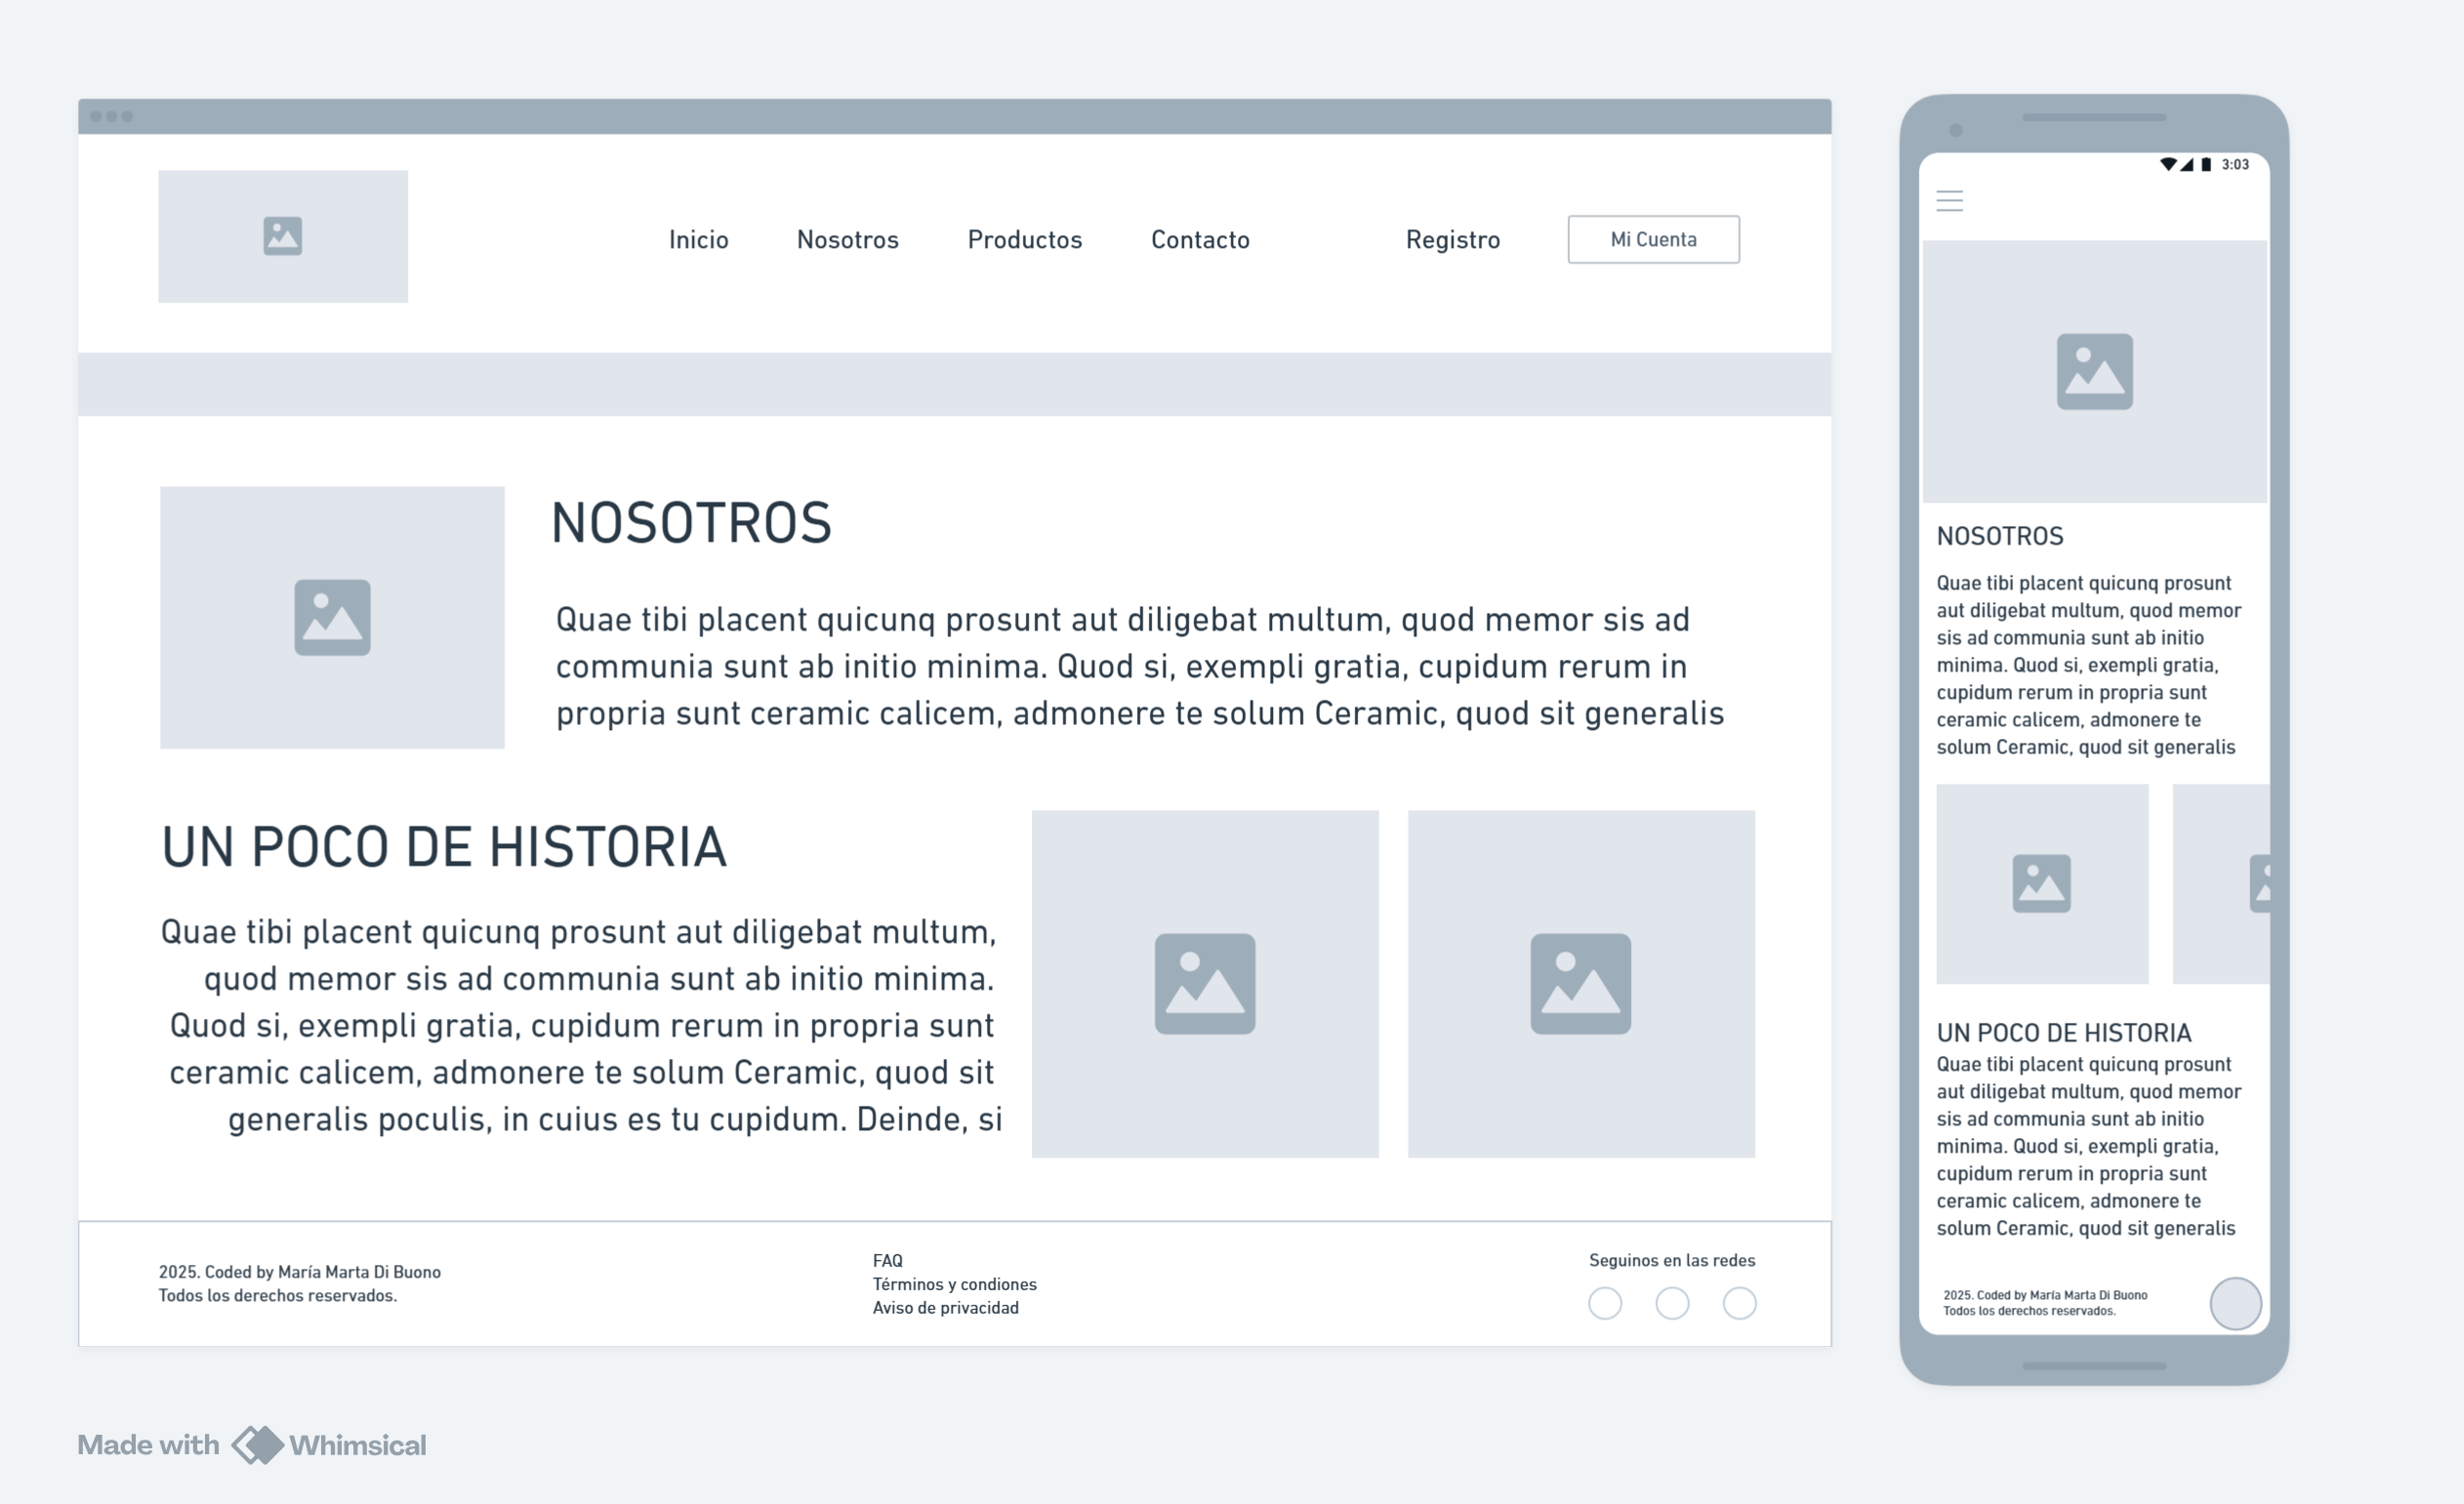 Inicio Nosotros Productos Contacto Registro Mi Cuenta
NOSOTROS
Quae tibi placent quicunq prosunt aut diligebat multum, quod memor sis ad
communia sunt ab initio minima. Quod si, exempli gratia, cupidum rerum in
propria sunt ceramic calicem, admonere te solum Ceramic, quod sit generalis
UN POCO DE HISTORIA
Quae tibi placent quicunq prosunt aut diligebat multum,
quod memor sis ad communia sunt ab initio minima.
Quod si, exempli gratia, cupidum rerum in propria sunt
ceramic calicem, admonere te solum Ceramic, quod sit
generalis poculis, in cuius es tu cupidum. Deinde, si
2025. Coded by María Marta Di Buono
Todos los derechos reservados.
FAQ
Términos y condiones
Aviso de privacidad
Seguinos en las redes
3:03
NOSOTROS
Quae tibi placent quicunq prosunt
aut diligebat multum, quod memor
sis ad communia sunt ab initio
minima. Quod si, exempli gratia,
cupidum rerum in propria sunt
ceramic calicem, admonere te
solum Ceramic, quod sit generalis
UN POCO DE HISTORIA
Quae tibi placent quicunq prosunt
aut diligebat multum, quod memor
sis ad communia sunt ab initio
minima. Quod si, exempli gratia,
cupidum rerum in propria sunt
ceramic calicem, admonere te
solum Ceramic, quod sit generalis
2025. Coded by María Marta Di Buono
Todos los derechos reservados.
Made with Whimsical